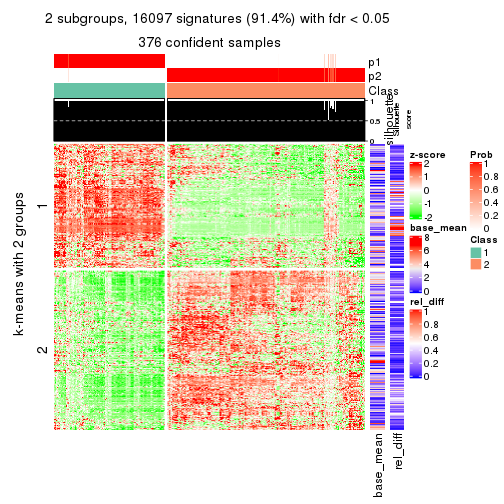 2 subgroups, 16097 signatures (91.4%) with fdr < 0.05
376 confident samples
p1
p2
Class
1
0.5
0
silhouette
Silhouette
score
k-means with 2 groups
1
2
base_mean
rel_diff
z-score
2
1
0
-1
-2
base_mean
8
6
4
2
0
rel_diff
1
0.8
0.6
0.4
0.2
0
Prob
1
0.8
0.6
0.4
0.2
0
Class
1
2